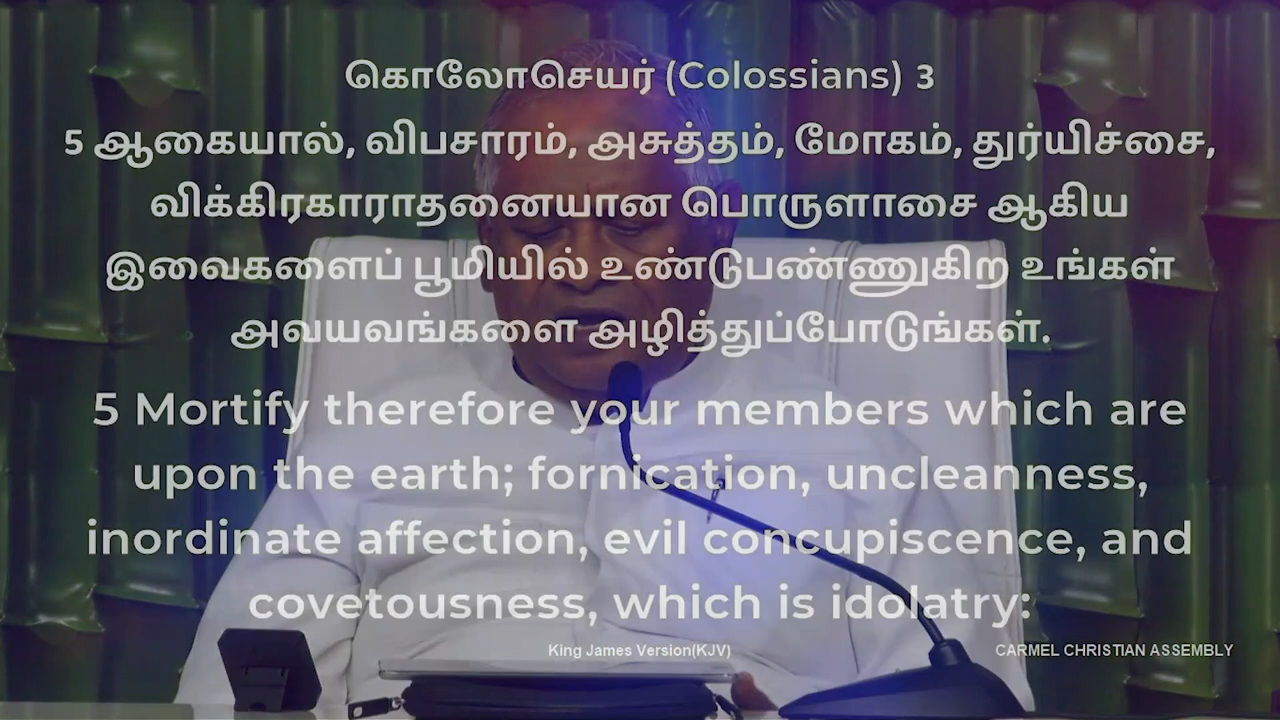 கொலோசெயர் (Colossians) 3
5 ஆகையால், விபசாரம், அசுத்தம், மோகம், துர்யிச்சை,
விக்கிரகாராதனையான பொருளாசை ஆகிய
இவைகளைப் பூமியில் உண்டுபண்ணுகிற உங்கள்
அவயவங்களை அழித்துப்போடுங்கள்.
5 Mortify therefore your members which are
upon the earth; fornication, uncleanness,
inordinate affection, evil concupiscence, and
covetousness, which is idolatry:
King James Version(KJV)
CARMEL CHRISTIAN ASSEMBLY